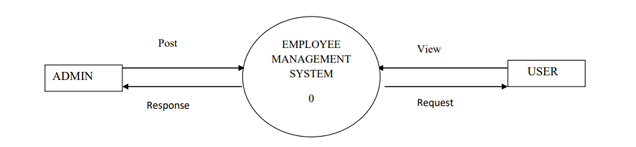 Post
EMPLOYEE
MANAGEMENT
SYSTEM
0
View
ADMIN
USER
Response
Request